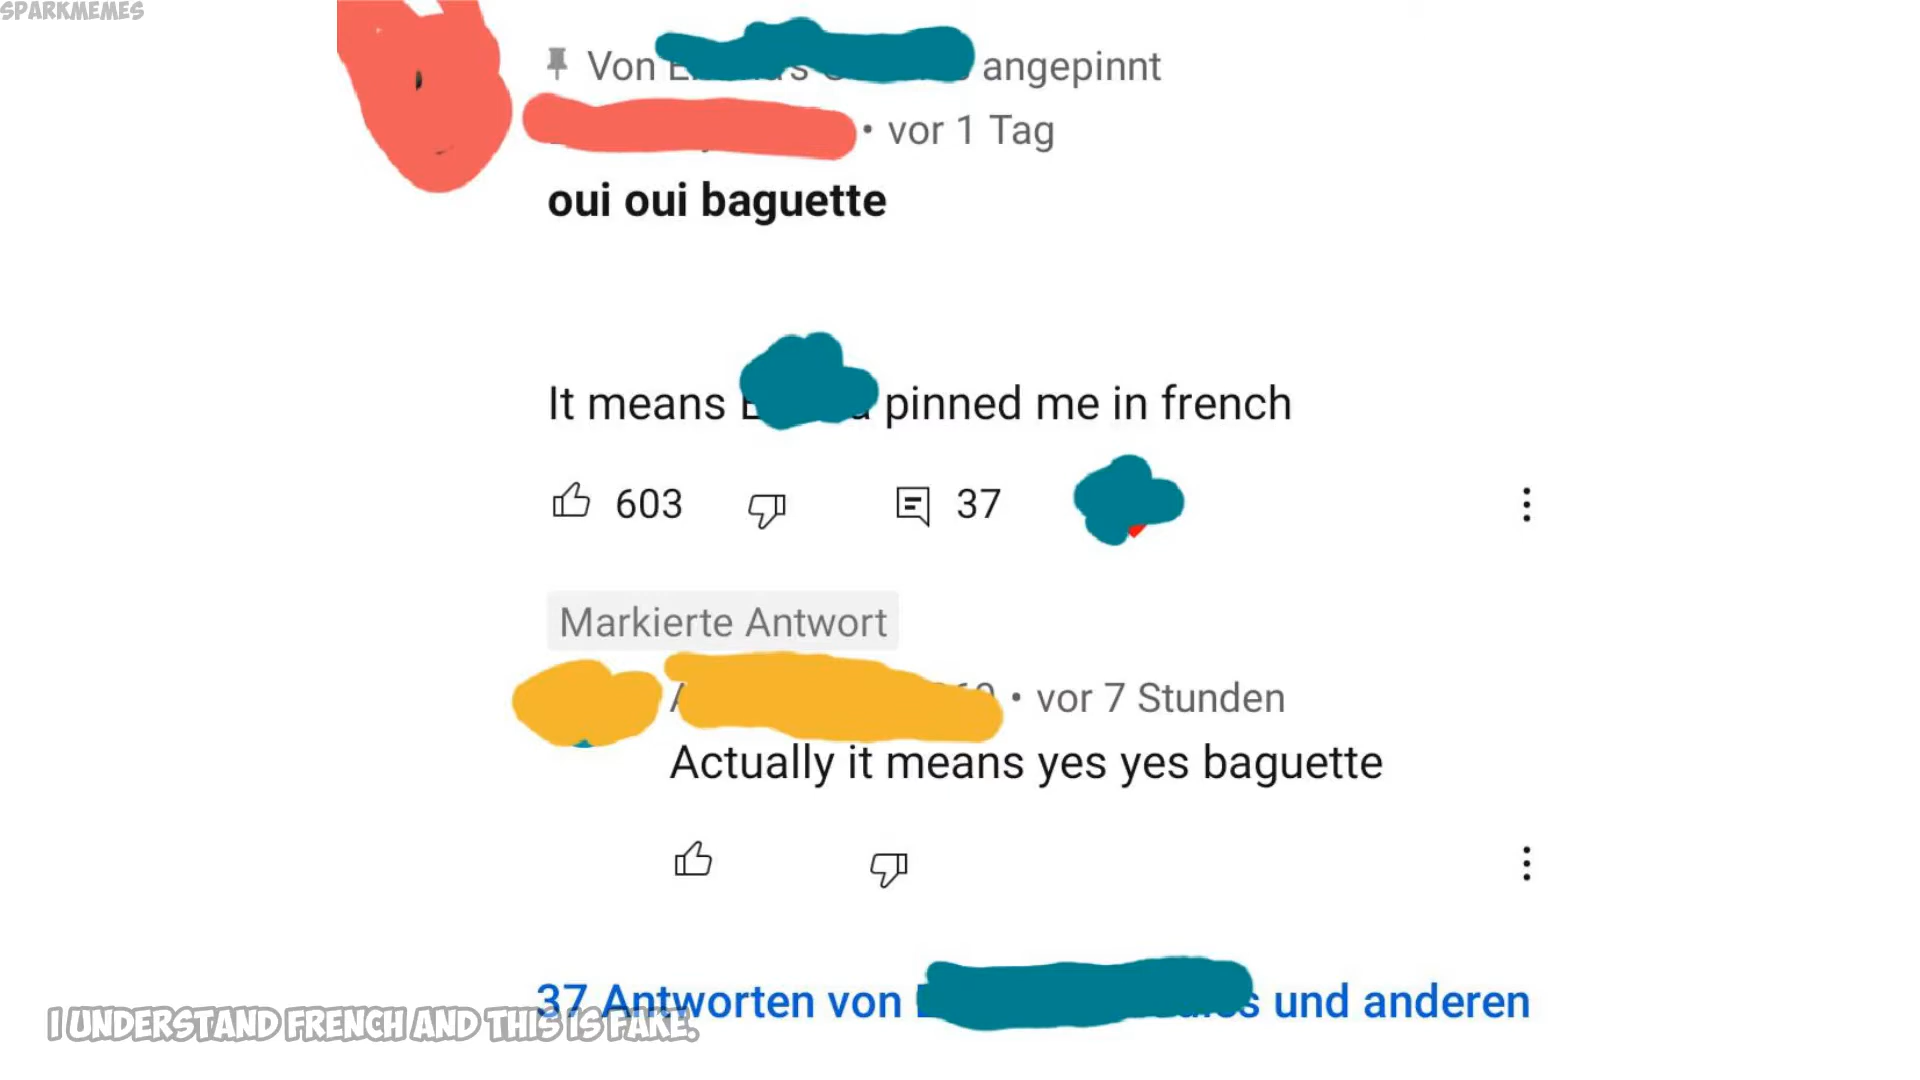 SPARKMEMES
Von angepinnt
• vor 1 Tag
oui oui baguette
It means pinned me in french
603 37
Markierte Antwort
• vor 7 Stunden
Actually it means yes yes baguette
37 Antworten von und anderen
I UNDERSTAND FRENCH AND THIS IS FAKE.